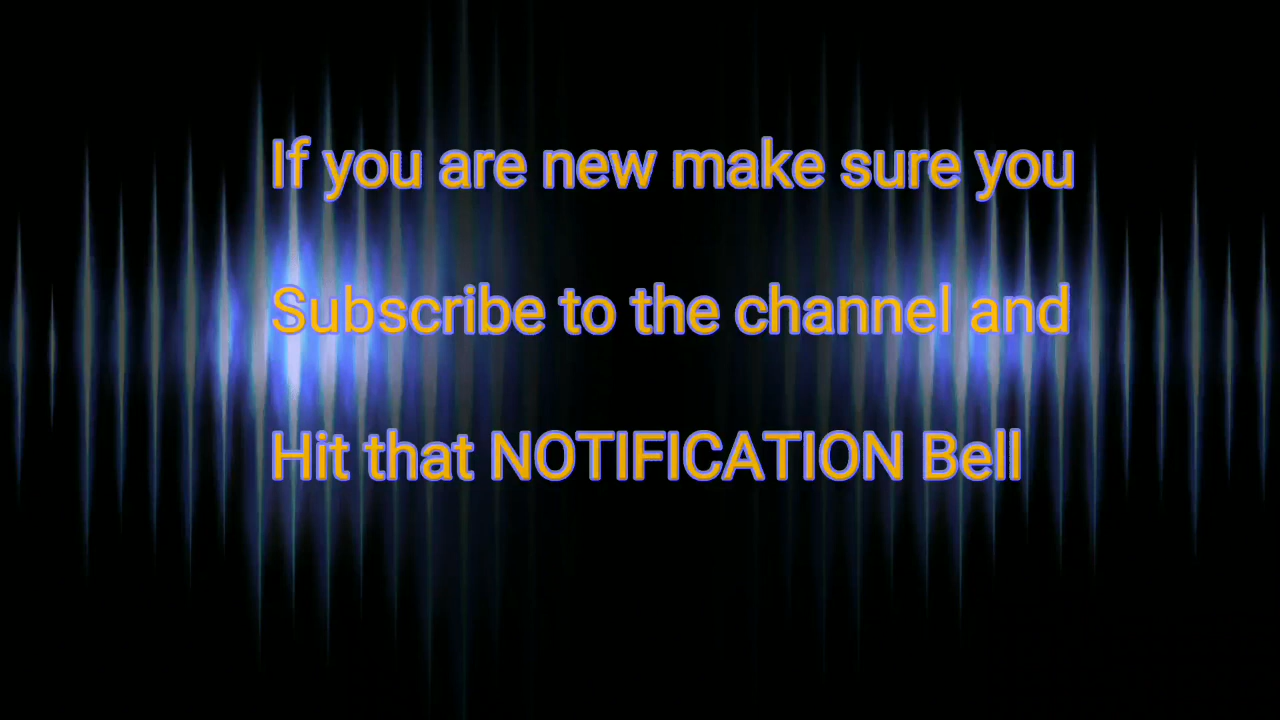 If you are new make sure you
Subscribe to the channel and
Hit that NOTIFICATION Bell